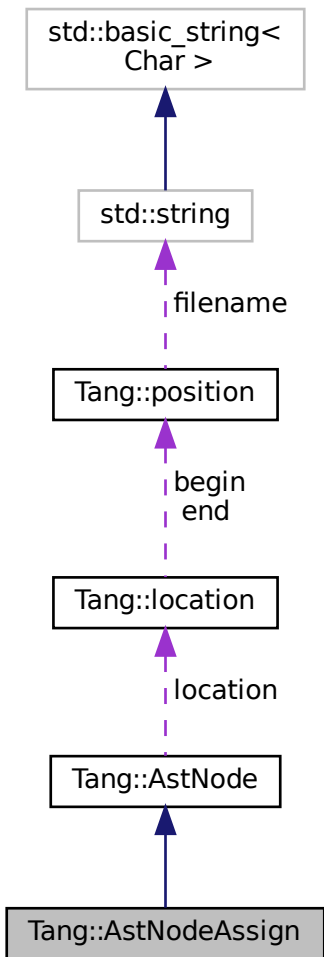 std::basic_string<
Char >
std::string
filename
Tang::position
begin
end
Tang::location
location
Tang::AstNode
Tang::AstNodeAssign